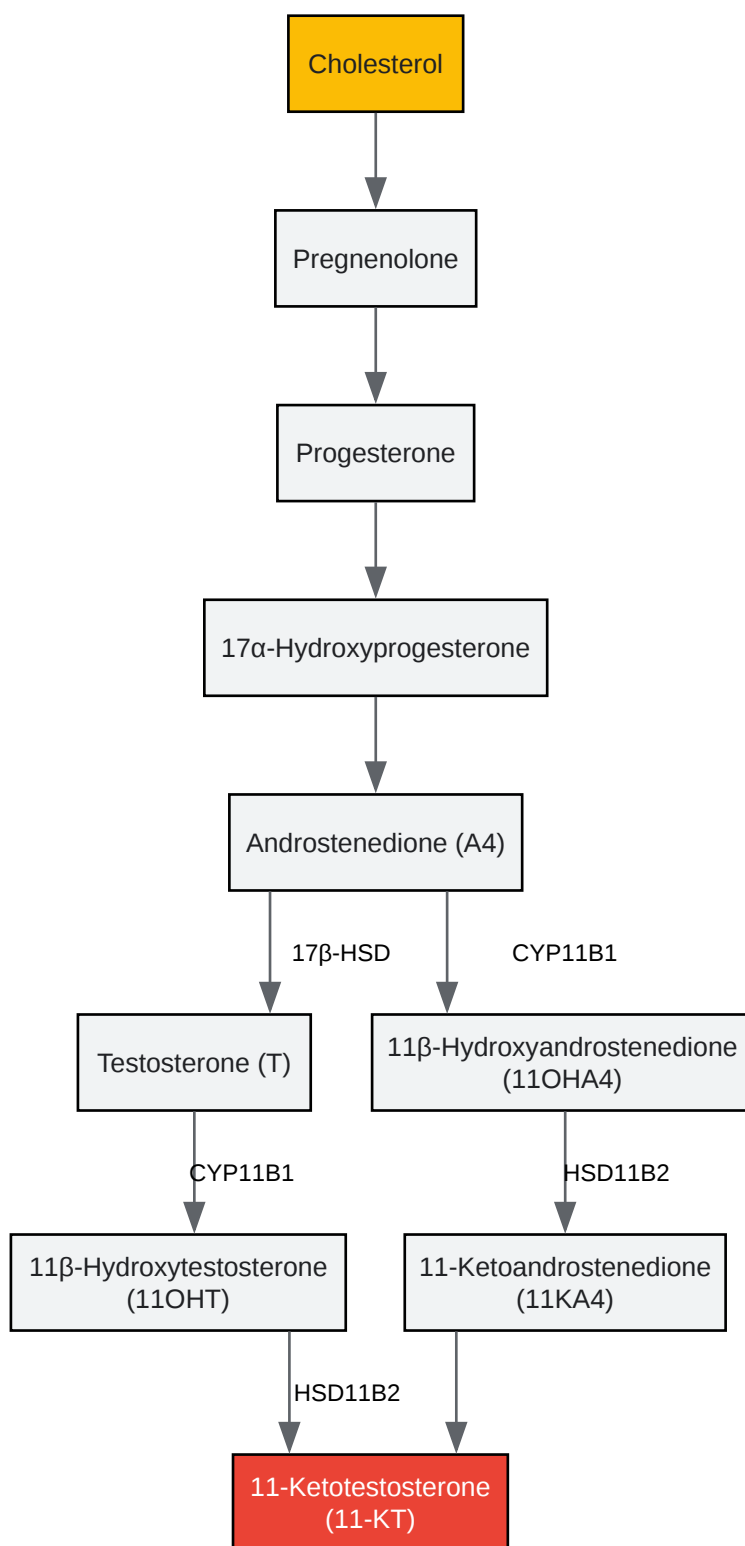 Cholesterol
Pregnenolone
Progesterone
17α-Hydroxyprogesterone
Androstenedione (A4)
17β-HSD
CYP11B1
Testosterone (T)
11β-Hydroxyandrostenedione
(11OHA4)
CYP11B1
HSD11B2
11β-Hydroxytestosterone
(11OHT)
11-Ketoandrostenedione
(11KA4)
HSD11B2
11-Ketotestosterone
(11-KT)